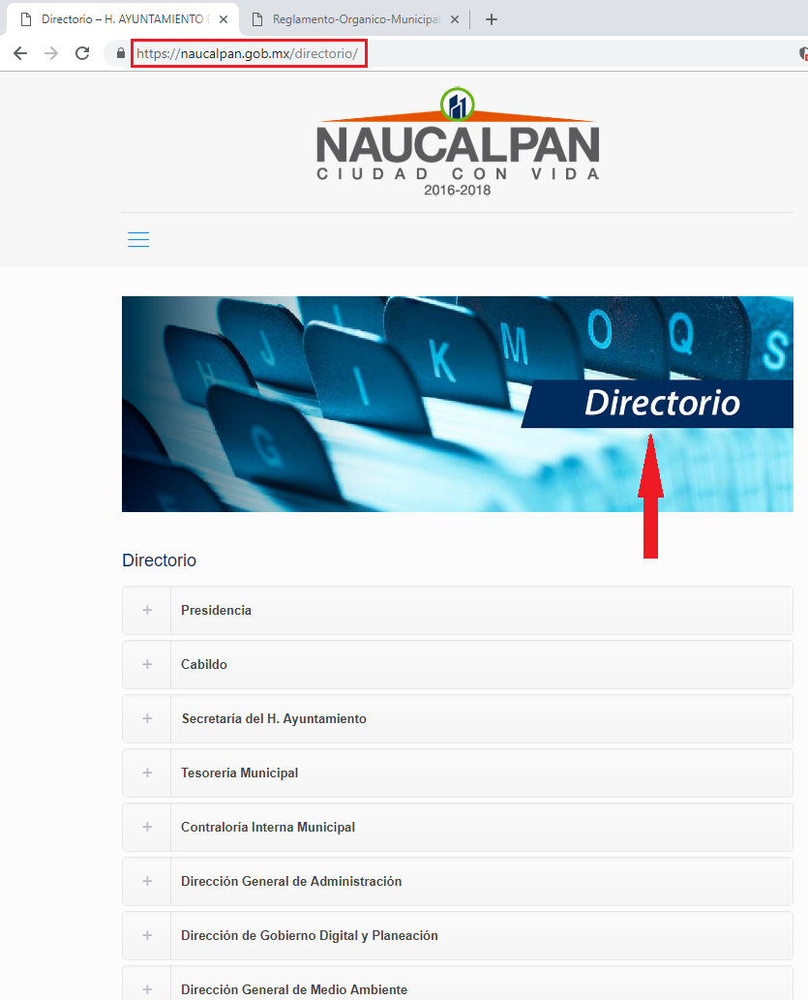 Directorio – H. AYUNTAMIENTO
Reglamento-Organico-Municipal
https://naucalpan.gob.mx/directorio/
NAUCALPAN
CIUDAD CON VIDA
2016-2018
H J I K M O Q S
G
Directorio
Directorio
+ Presidencia
+ Cabildo
+ Secretaría del H. Ayuntamiento
+ Tesorería Municipal
+ Contraloría Interna Municipal
+ Dirección General de Administración
+ Dirección de Gobierno Digital y Planeación
+ Dirección General de Medio Ambiente